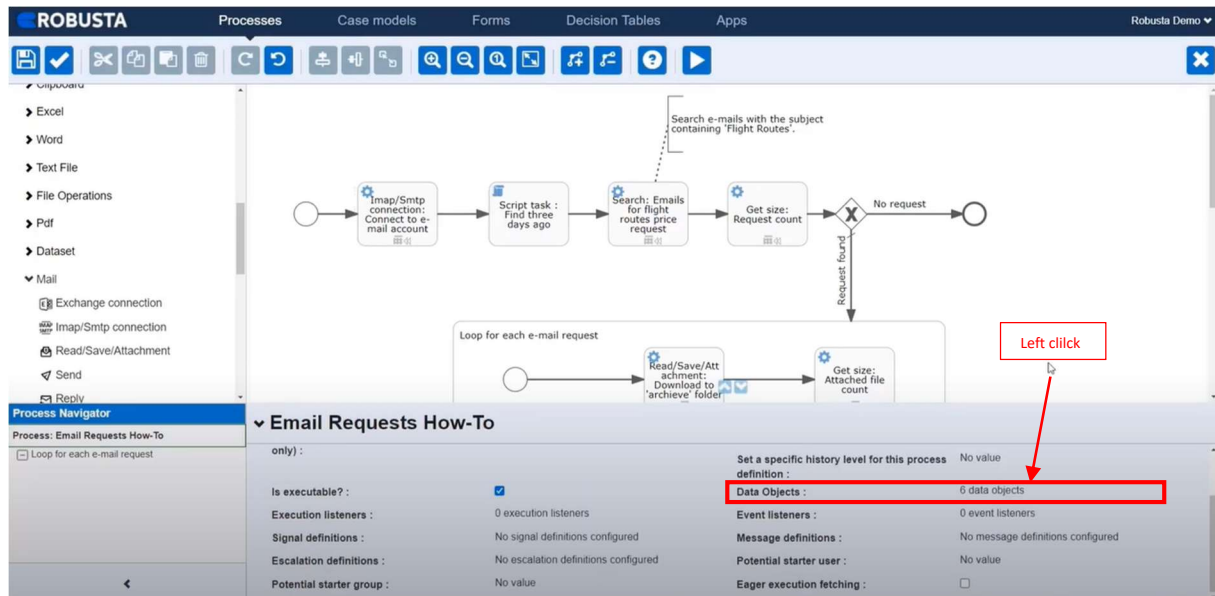 ROBUSTA
Processes
Case models
Forms
Decision Tables
Apps
Robusta Demo
Clipboard
Excel
Word
Text File
File Operations
Pdf
Dataset
Mail
Exchange connection
Imap/Smtp connection
Read/Save/Attachment
Send
Reply
Process Navigator
Process: Email Requests How-To
Loop for each e-mail request
Search e-mails with the subject
containing 'Flight Routes'.
Imap/Smtp
connection:
Connect to e-
mail account
Script task :
Find three
days ago
Search: Emails
for flight
routes price
request
Get size:
Request count
X
No request
Request found
Loop for each e-mail request
Read/Save/Att
achment:
Download to
'archieve' folder
Get size:
Attached file
count
Left clilck
Email Requests How-To
only) :
Set a specific history level for this process
definition :
No value
Is executable? :
Data Objects :
6 data objects
Execution listeners :
0 execution listeners
Event listeners :
0 event listeners
Signal definitions :
No signal definitions configured
Message definitions :
No message definitions configured
Escalation definitions :
No escalation definitions configured
Potential starter user :
No value
Potential starter group :
No value
Eager execution fetching :